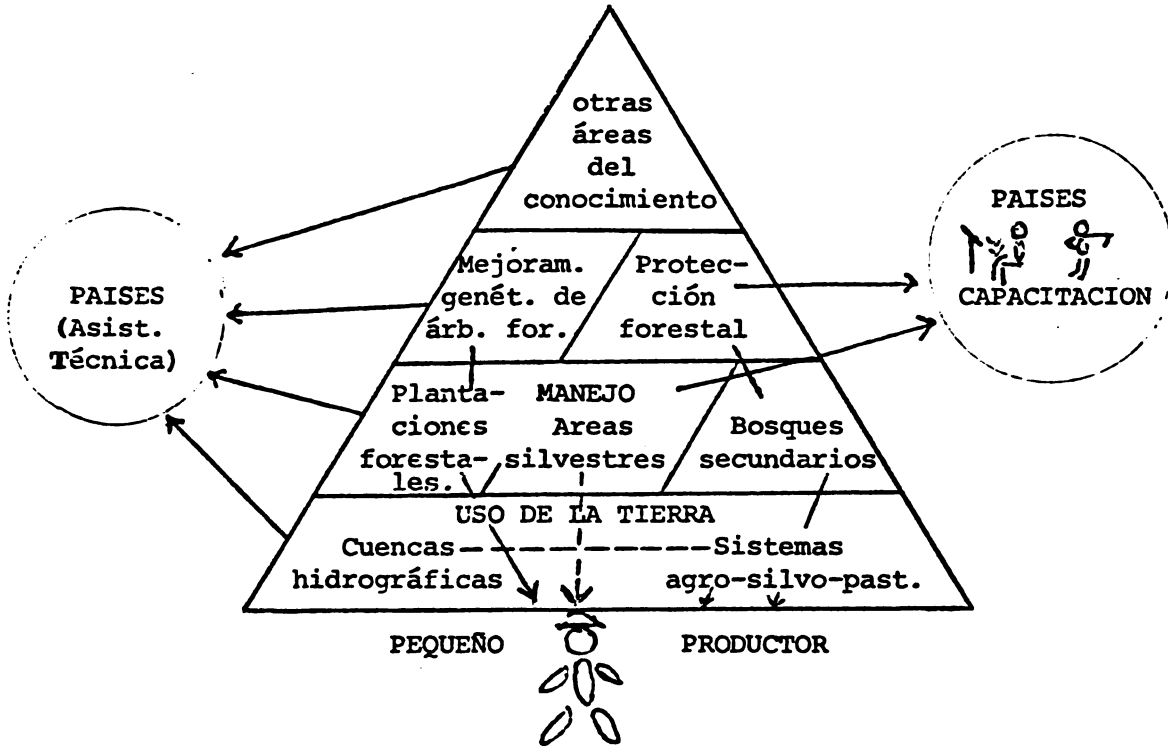 otras
áreas
del
conocimiento
PAISES
CAPACITACION
PAISES
(Asist.
Técnica)
Mejoram.
genét. de
árb. for.
Protec-
ción
forestal
Planta-
ciones
foresta-
les.
MANEJO
Areas
silvestres
Bosques
secundarios
USO DE LA TIERRA
Cuencas
hidrográficas
Sistemas
agro-silvo-past.
PEQUEÑO PRODUCTOR